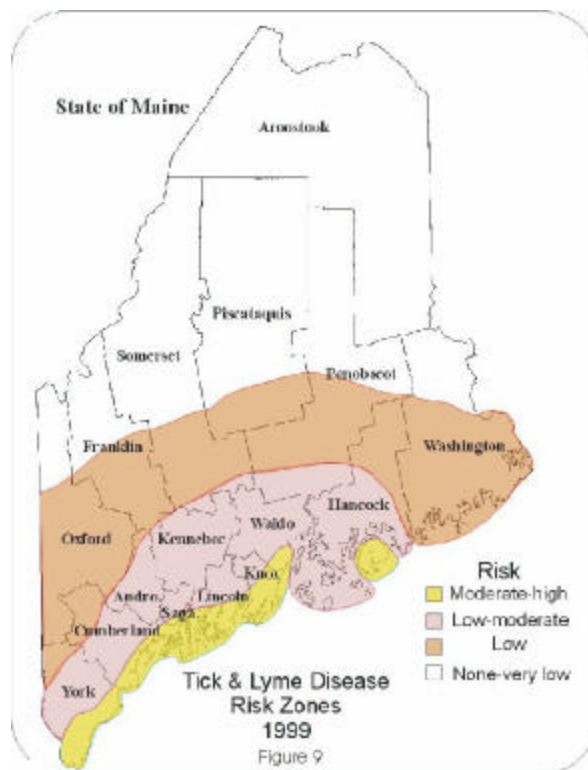 State of Maine
Aroostook
Piscataquis
Somerset
Penobscot
Franklin
Washington
Hancock
Oxford
Kennebec
Waldo
Knox
Andro.
Lincoln
Saga.
Cumberland
York
Risk
Moderate-high
Low-moderate
Low
None-very low
Tick & Lyme Disease
Risk Zones
1999
Figure 9